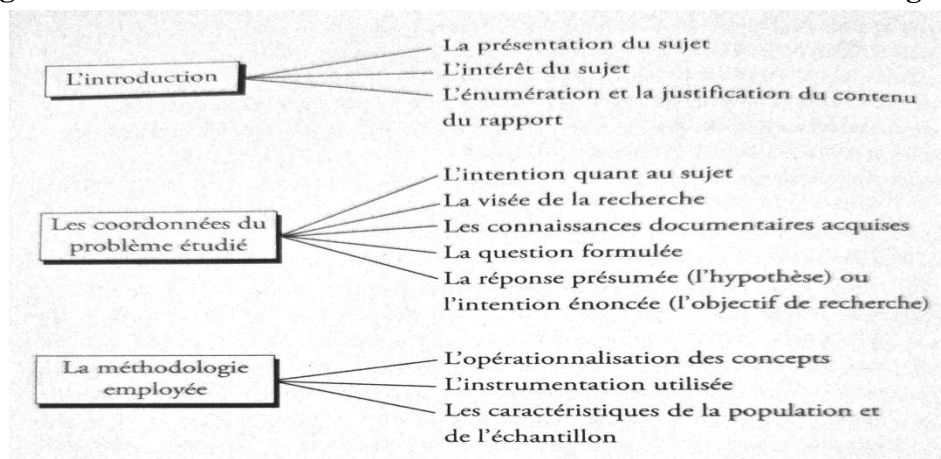 L'introduction
La présentation du sujet
L'intérêt du sujet
L'énumération et la justification du contenu
du rapport
Les coordonnées du
problème étudié
L'intention quant au sujet
La visée de la recherche
Les connaissances documentaires acquises
La question formulée
La réponse présumée (l'hypothèse) ou
l'intention énoncée (l'objectif de recherche)
La méthodologie
employée
L'opérationnalisation des concepts
L'instrumentation utilisée
Les caractéristiques de la population et
de l'échantillon